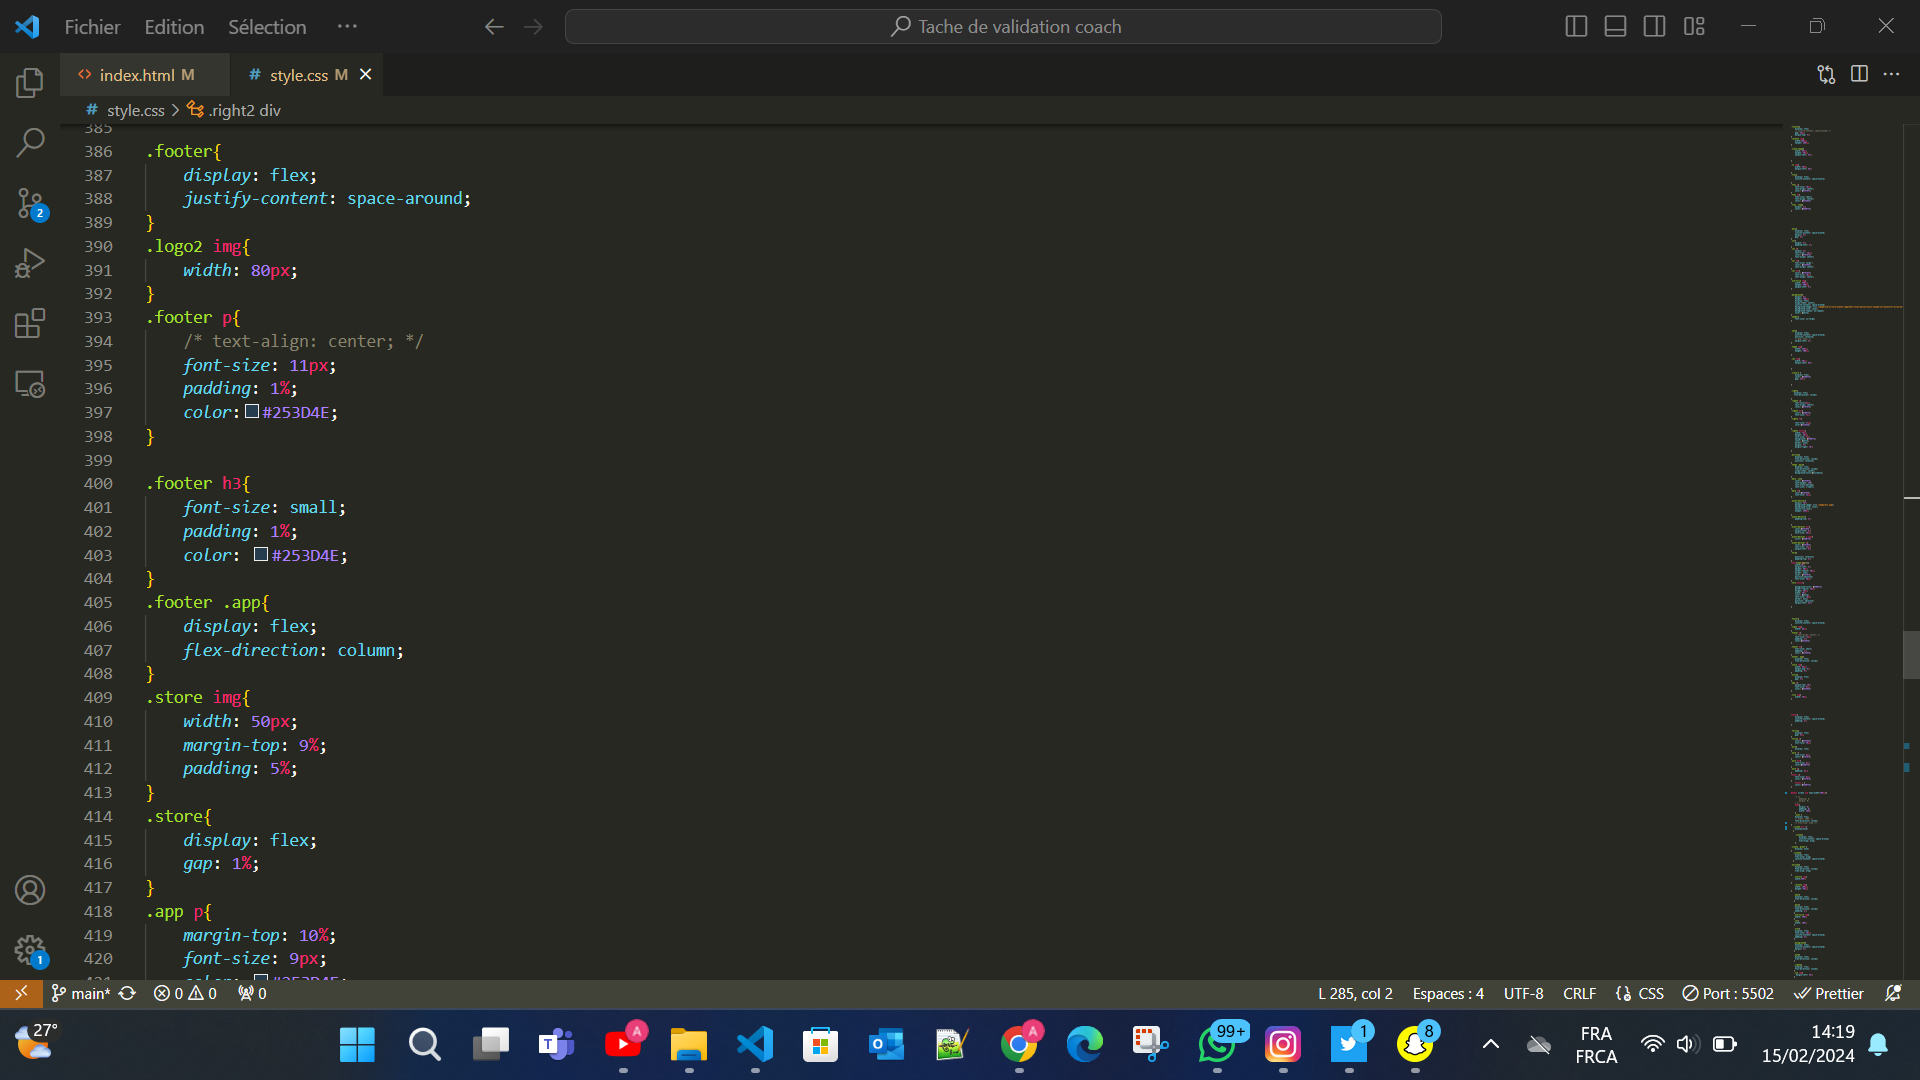 Fichier Edition Sélection ···
Tache de validation coach
<> index.html M
# style.css M ×
# style.css > .right2 div
385
386 .footer{
387 display: flex;
388 justify-content: space-around;
389 }
390 .logo2 img{
391 width: 80px;
392 }
393 .footer p{
394 /* text-align: center; */
395 font-size: 11px;
396 padding: 1%;
397 color: #253D4E;
398 }
399
400 .footer h3{
401 font-size: small;
402 padding: 1%;
403 color: #253D4E;
404 }
405 .footer .app{
406 display: flex;
407 flex-direction: column;
408 }
409 .store img{
410 width: 50px;
411 margin-top: 9%;
412 padding: 5%;
413 }
414 .store{
415 display: flex;
416 gap: 1%;
417 }
418 .app p{
419 margin-top: 10%;
420 font-size: 9px;
421 color: #253D4E;
2
1
main* 0 0 0
L 285, col 2 Espaces : 4 UTF-8 CRLF CSS Port : 5502 Prettier
27°
A
A
99+
1
8
FRA
FRCA
14:19
15/02/2024